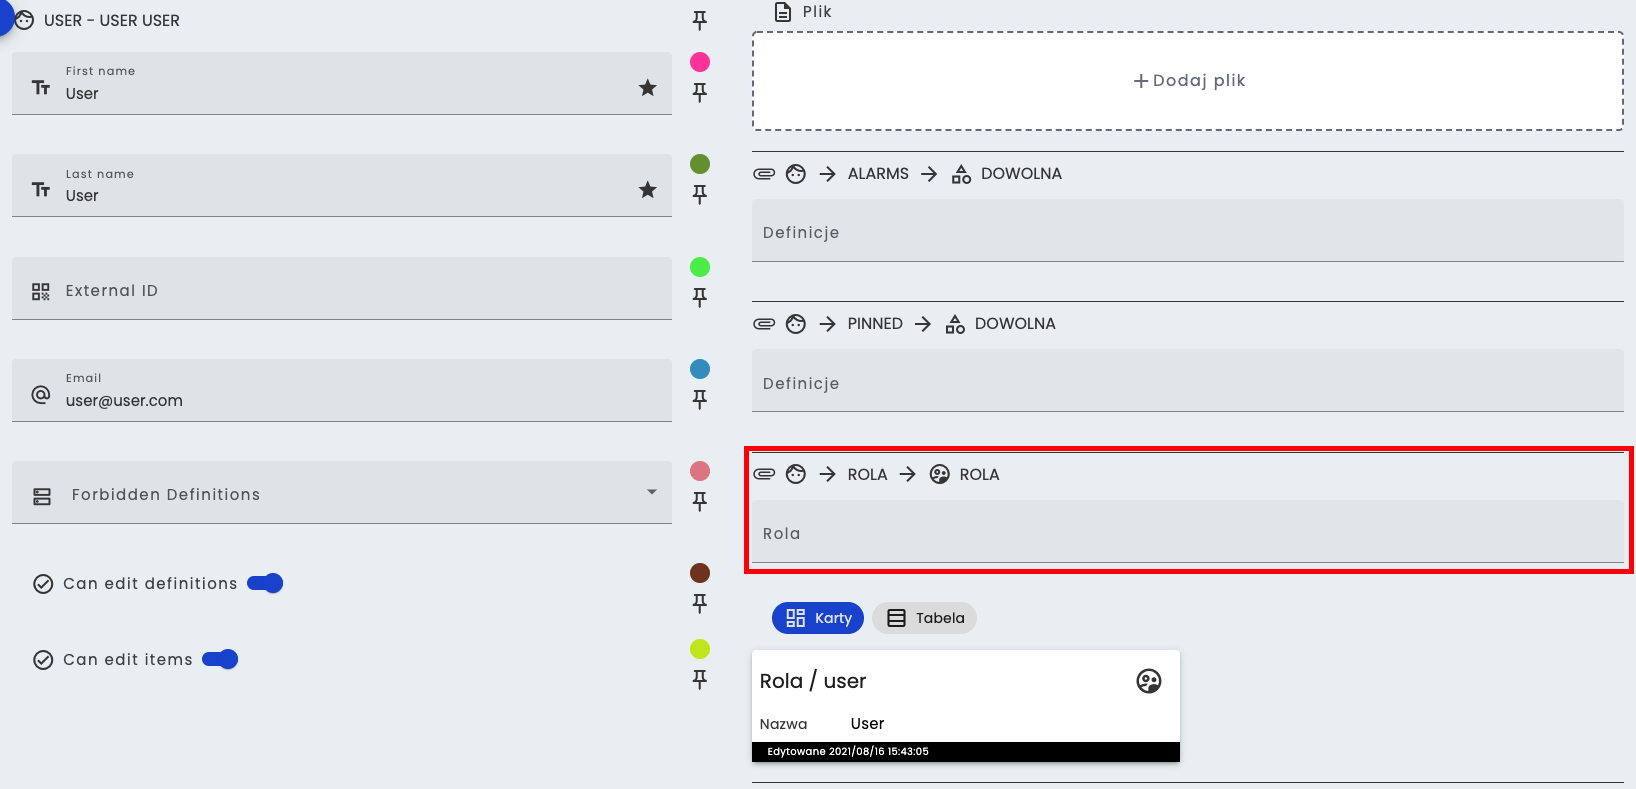 USER - USER USER
First name
User
Last name
User
External ID
Email
user@user.com
Forbidden Definitions
Can edit definitions
Can edit items
Plik
Dodaj plik
ALARMS DOWOLNA
Definicje
PINNED DOWOLNA
Definicje
ROLA ROLA
Rola
Karty Tabela
Rola / user
Nazwa User
Edytowane 2021/08/16 15:43:05